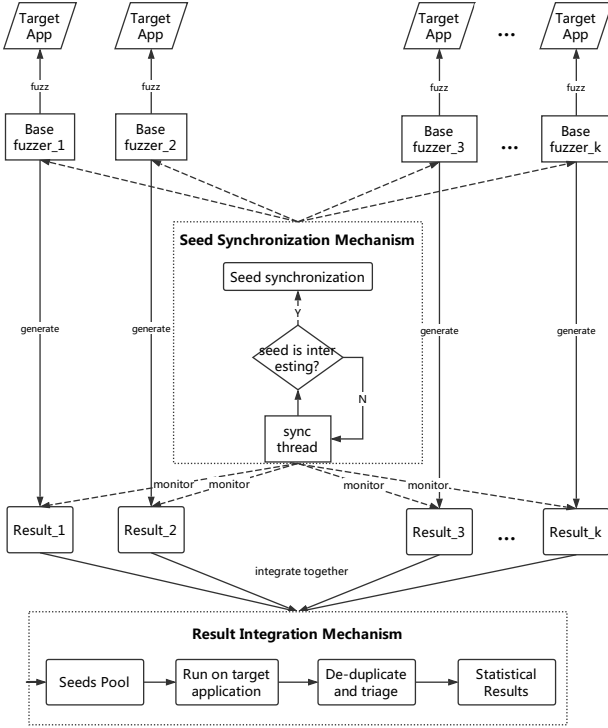 Target
App
Target
App
Target
App
...
Target
App
fuzz
fuzz
fuzz
fuzz
Base
fuzzer_1
Base
fuzzer_2
Base
fuzzer_3
...
Base
fuzzer_k
Seed Synchronization Mechanism
Seed synchronization
Y
generate
generate
generate
generate
seed is inter
esting?
N
sync
thread
monitor
monitor
monitor
monitor
Result_1
Result_2
Result_3
...
Result_k
integrate together
Result Integration Mechanism
Seeds Pool
Run on target
application
De-duplicate
and triage
Statistical
Results